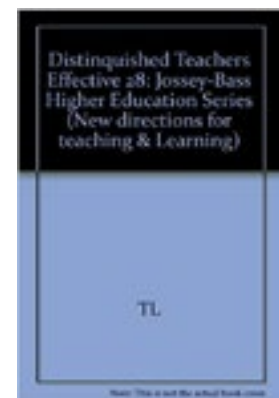 Distinquished Teachers
Effective 28: Jossey-Bass
Higher Education Series
(New directions for
teaching & Learning)
TL
Note: This is not the actual book cover